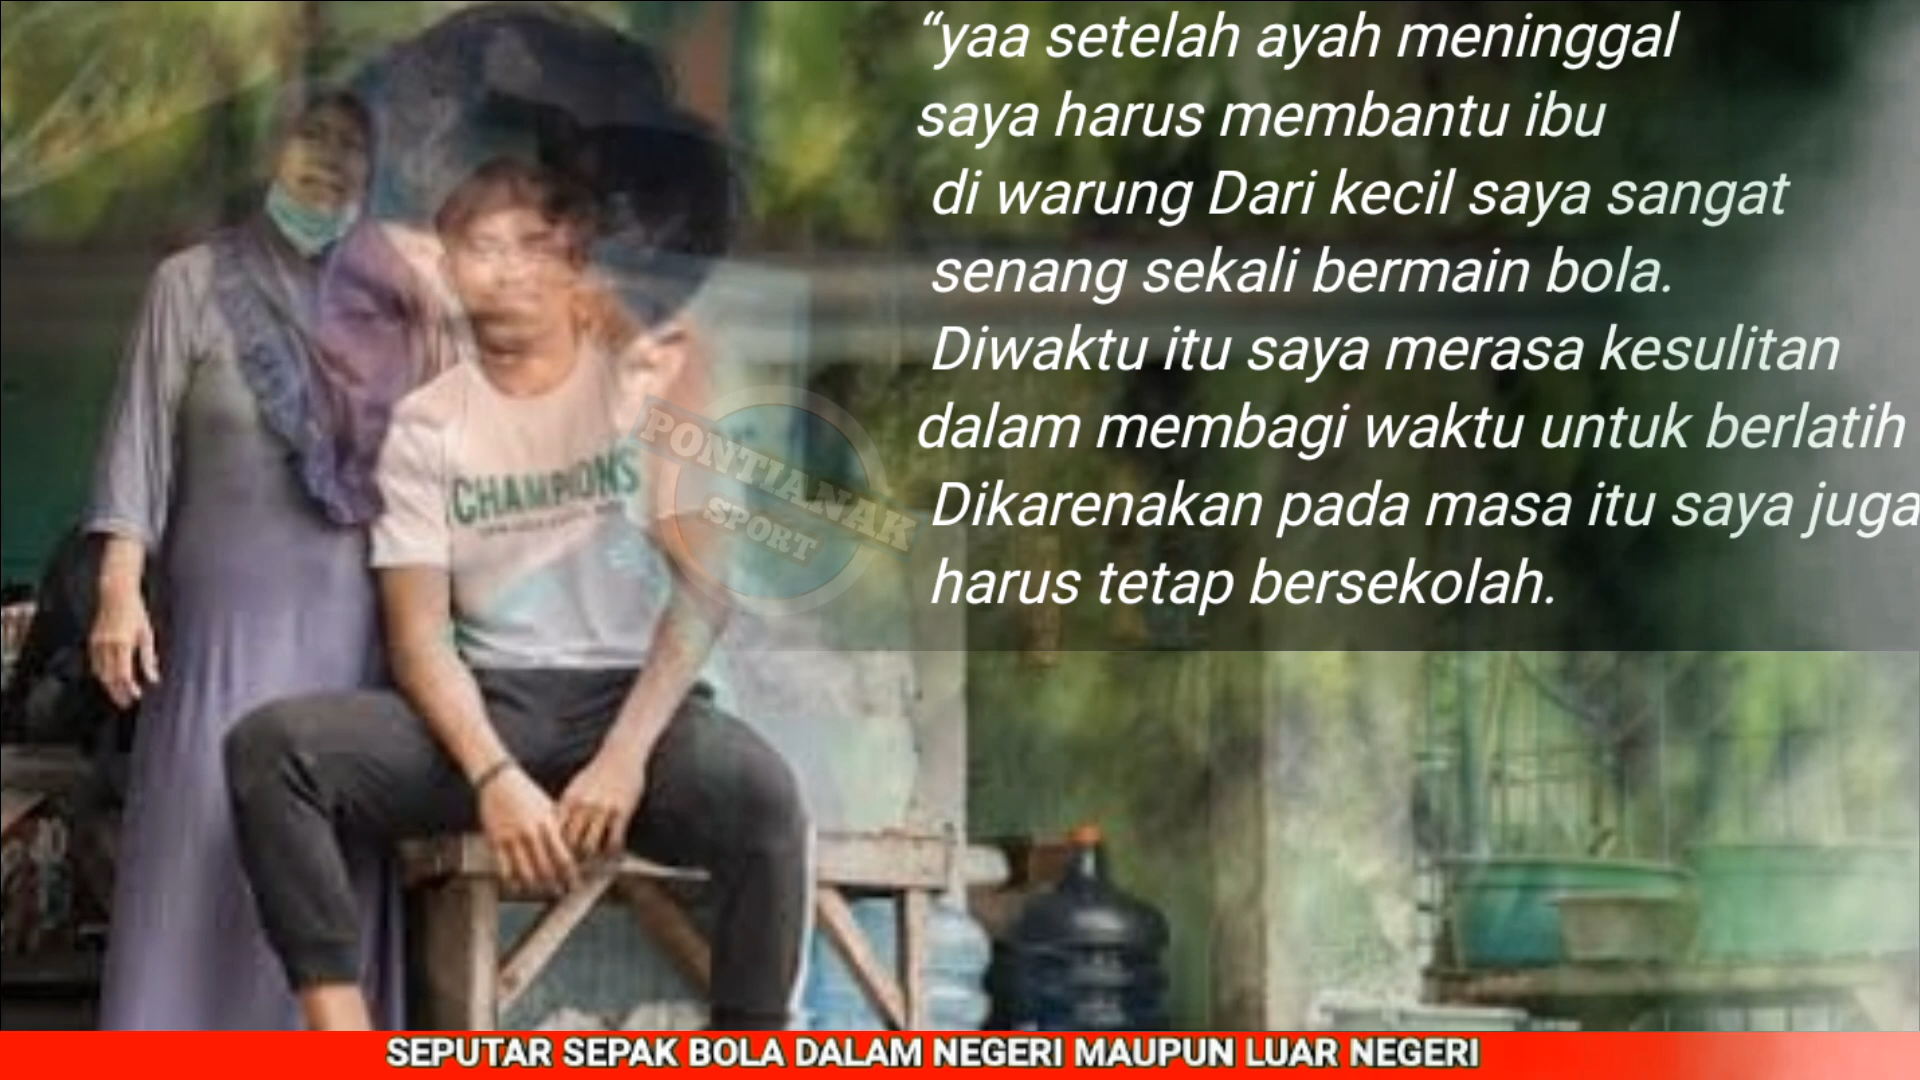 “yaa setelah ayah meninggal
saya harus membantu ibu
di warung Dari kecil saya sangat
senang sekali bermain bola.
Diwaktu itu saya merasa kesulitan
dalam membagi waktu untuk berlatih
Dikarenakan pada masa itu saya juga
harus tetap bersekolah.
CHAMPIONS
PONTIANAK
SPORT
SEPUTAR SEPAK BOLA DALAM NEGERI MAUPUN LUAR NEGERI